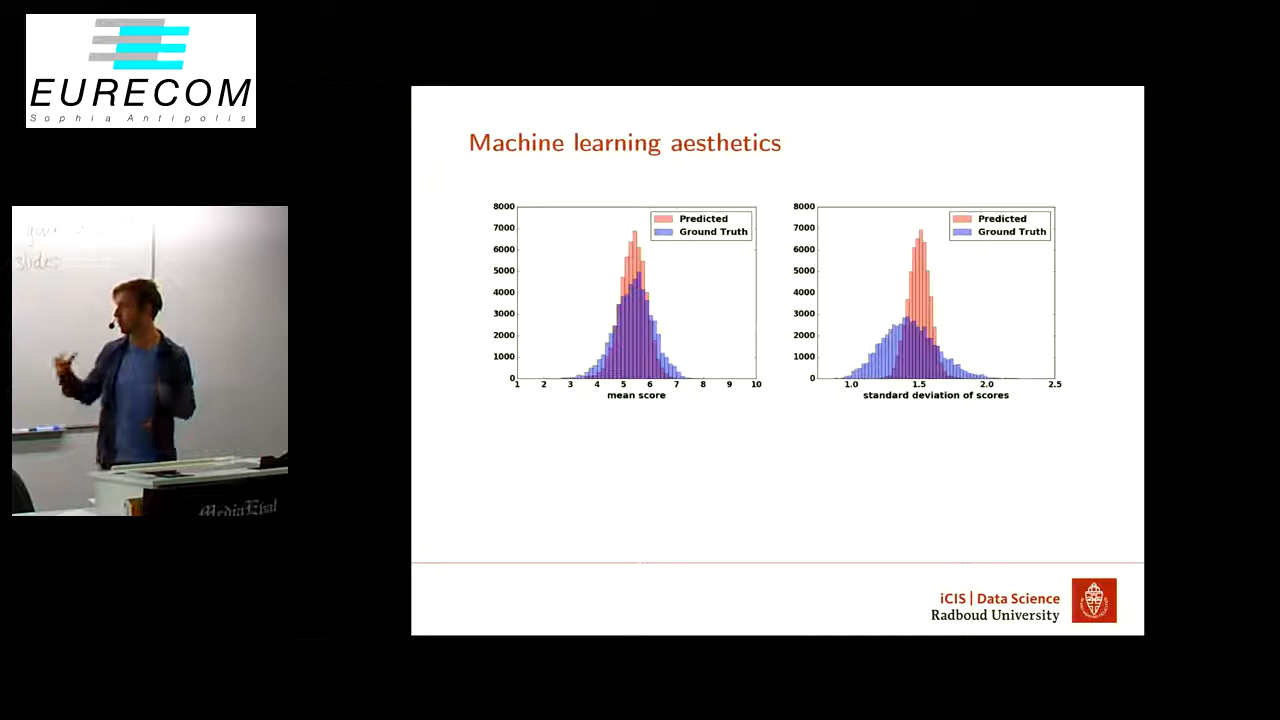 EURECOM
Sophia Antipolis
slides
MediaEval
Machine learning aesthetics
8000
7000
6000
5000
4000
3000
2000
1000
0
Predicted
Ground Truth
1 2 3 4 5 6 7 8 9 10
mean score
8000
7000
6000
5000
4000
3000
2000
1000
0
Predicted
Ground Truth
1.0 1.5 2.0 2.5
standard deviation of scores
iCIS | Data Science
Radboud University